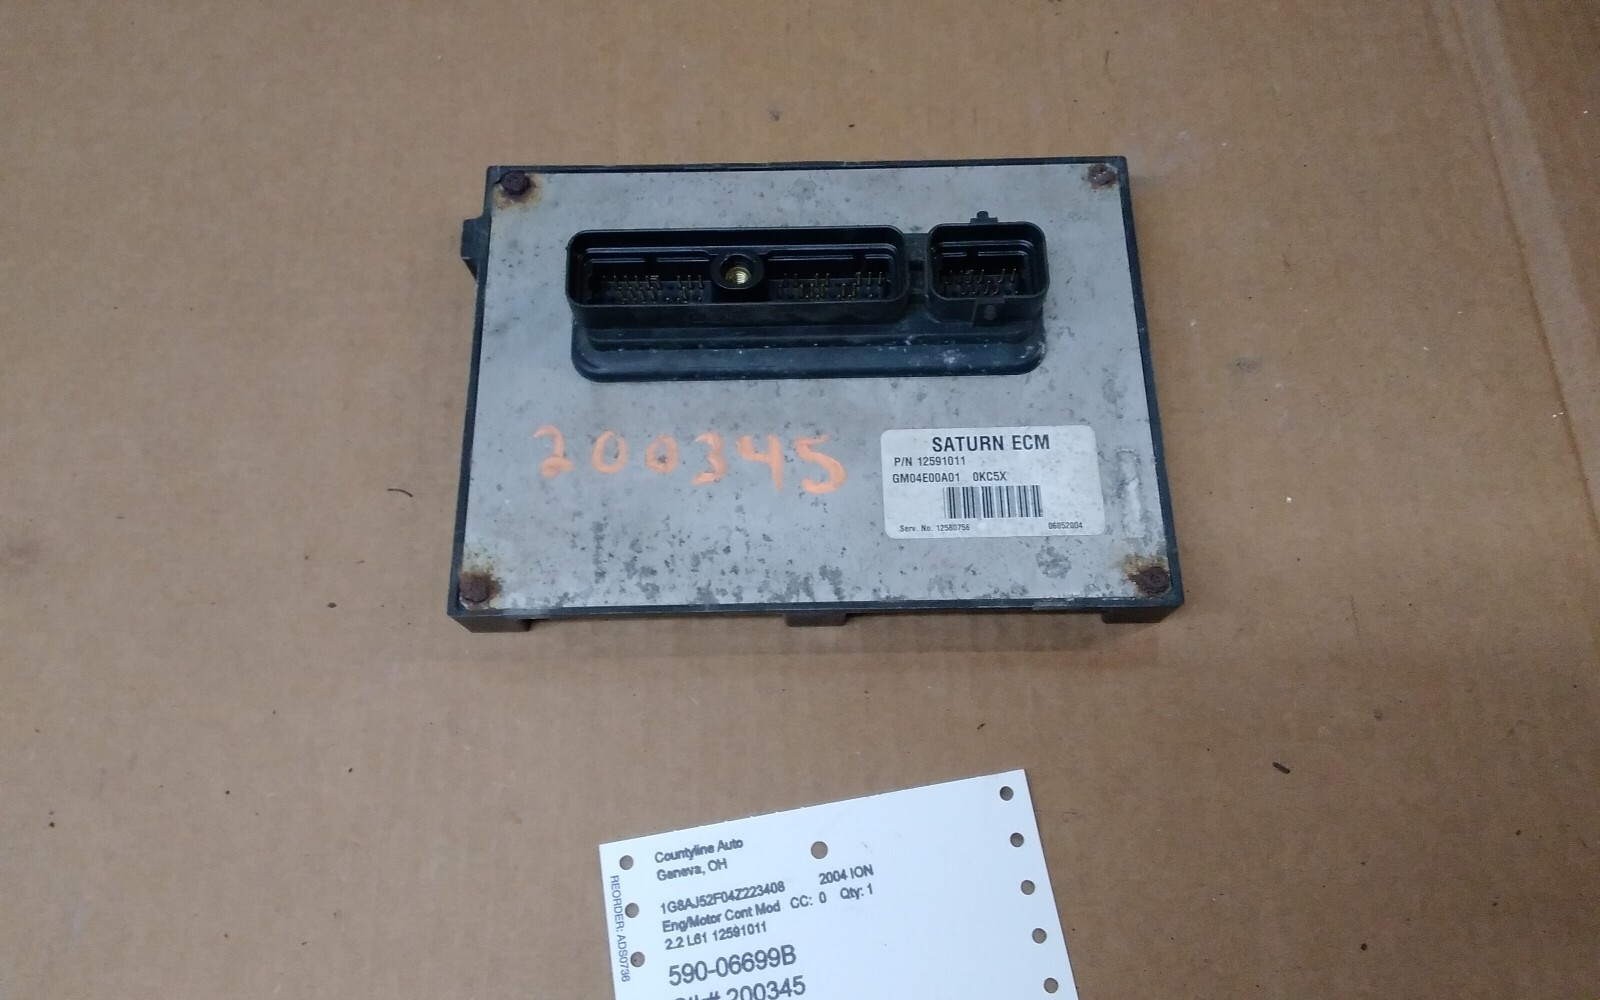 200345
SATURN ECM
P/N 12591011
GM04E00A01 0KC5X
Serv. No. 12580756 06052004
Countyline Auto
Geneva, OH
1G8AJ52F04Z223408 2004 ION
Eng/Motor Cont Mod CC: 0 Qty: 1
2.2 L61 12591011
590-06699B
200345
REORDER: ADS0736